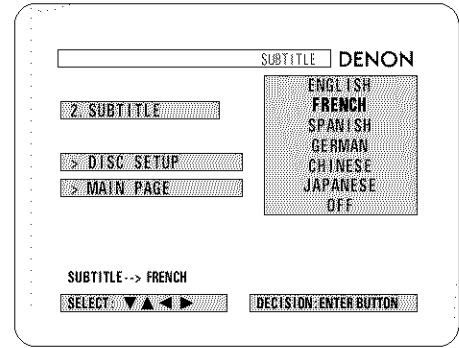 SUBTITLE DENON
2. SUBTITLE
> DISC SETUP
> MAIN PAGE
ENGLISH
FRENCH
SPANISH
GERMAN
CHINESE
JAPANESE
OFF
SUBTITLE--> FRENCH
SELECT: ▼ ▲ ◀ ▶
DECISION:ENTER BUTTON